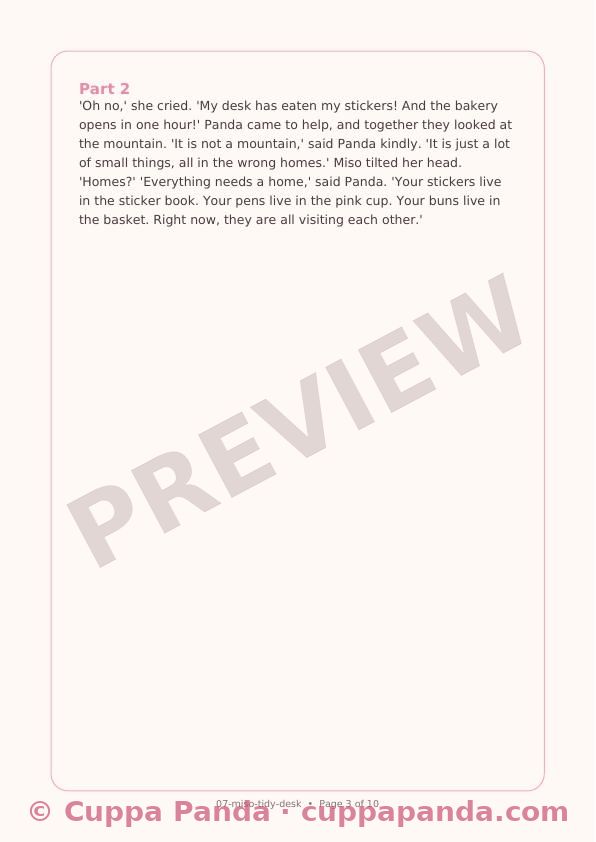 Part 2
'Oh no,' she cried. 'My desk has eaten my stickers! And the bakery
opens in one hour!' Panda came to help, and together they looked at
the mountain. 'It is not a mountain,' said Panda kindly. 'It is just a lot
of small things, all in the wrong homes.' Miso tilted her head.
'Homes?' 'Everything needs a home,' said Panda. 'Your stickers live
in the sticker book. Your pens live in the pink cup. Your buns live in
the basket. Right now, they are all visiting each other.'
PREVIEW
07-miso-tidy-desk • Page 3 of 10
© Cuppa Panda · cuppapanda.com